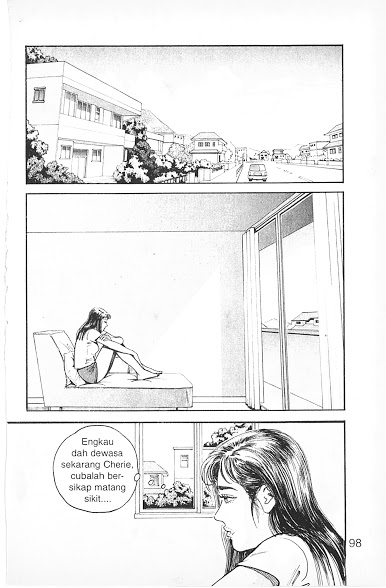 Engkau
dah dewasa
sekarang Cherie,
cubalah ber-
sikap matang
sikit....
98